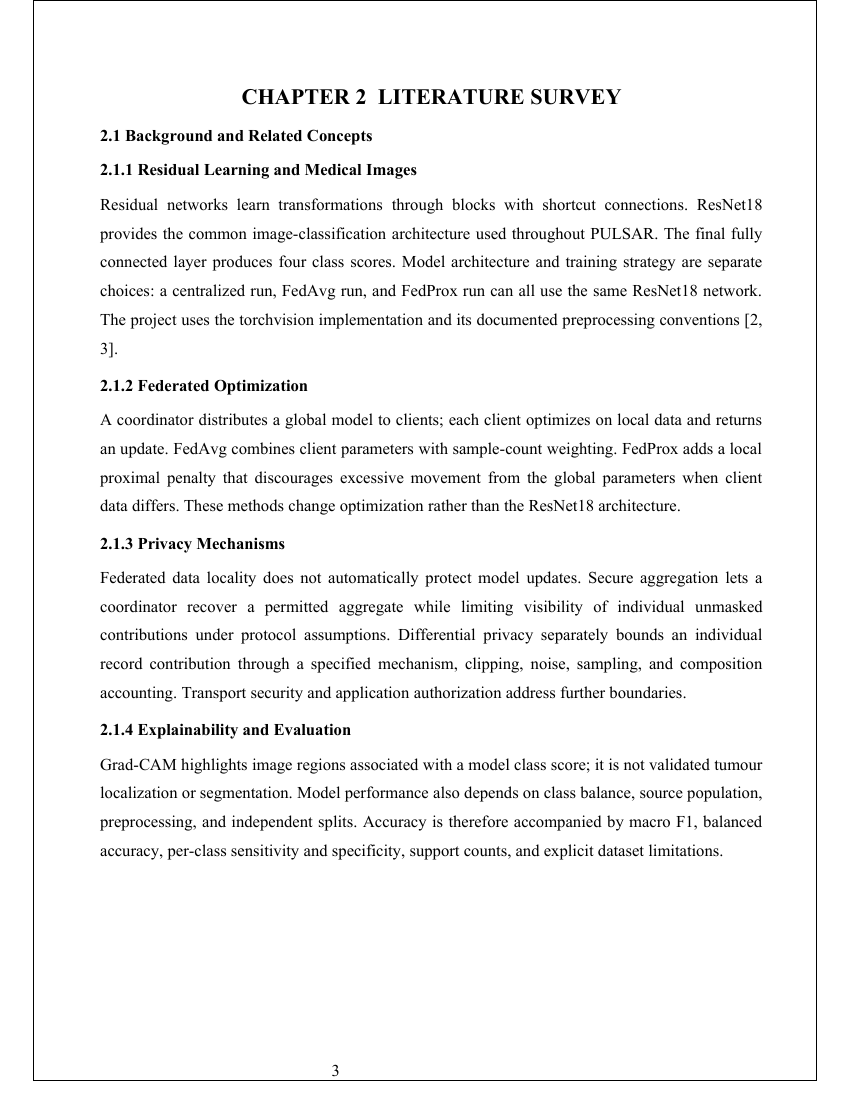 CHAPTER 2  LITERATURE SURVEY
2.1 Background and Related Concepts
2.1.1 Residual Learning and Medical Images
Residual networks learn transformations through blocks with shortcut connections. ResNet18
provides the common image-classification architecture used throughout PULSAR. The final fully
connected layer produces four class scores. Model architecture and training strategy are separate
choices: a centralized run, FedAvg run, and FedProx run can all use the same ResNet18 network.
The project uses the torchvision implementation and its documented preprocessing conventions [2,
3].
2.1.2 Federated Optimization
A coordinator distributes a global model to clients; each client optimizes on local data and returns
an update. FedAvg combines client parameters with sample-count weighting. FedProx adds a local
proximal penalty that discourages excessive movement from the global parameters when client
data differs. These methods change optimization rather than the ResNet18 architecture.
2.1.3 Privacy Mechanisms
Federated data locality does not automatically protect model updates. Secure aggregation lets a
coordinator recover a permitted aggregate while limiting visibility of individual unmasked
contributions under protocol assumptions. Differential privacy separately bounds an individual
record contribution through a specified mechanism, clipping, noise, sampling, and composition
accounting. Transport security and application authorization address further boundaries.
2.1.4 Explainability and Evaluation
Grad-CAM highlights image regions associated with a model class score; it is not validated tumour
localization or segmentation. Model performance also depends on class balance, source population,
preprocessing, and independent splits. Accuracy is therefore accompanied by macro F1, balanced
accuracy, per-class sensitivity and specificity, support counts, and explicit dataset limitations.
3